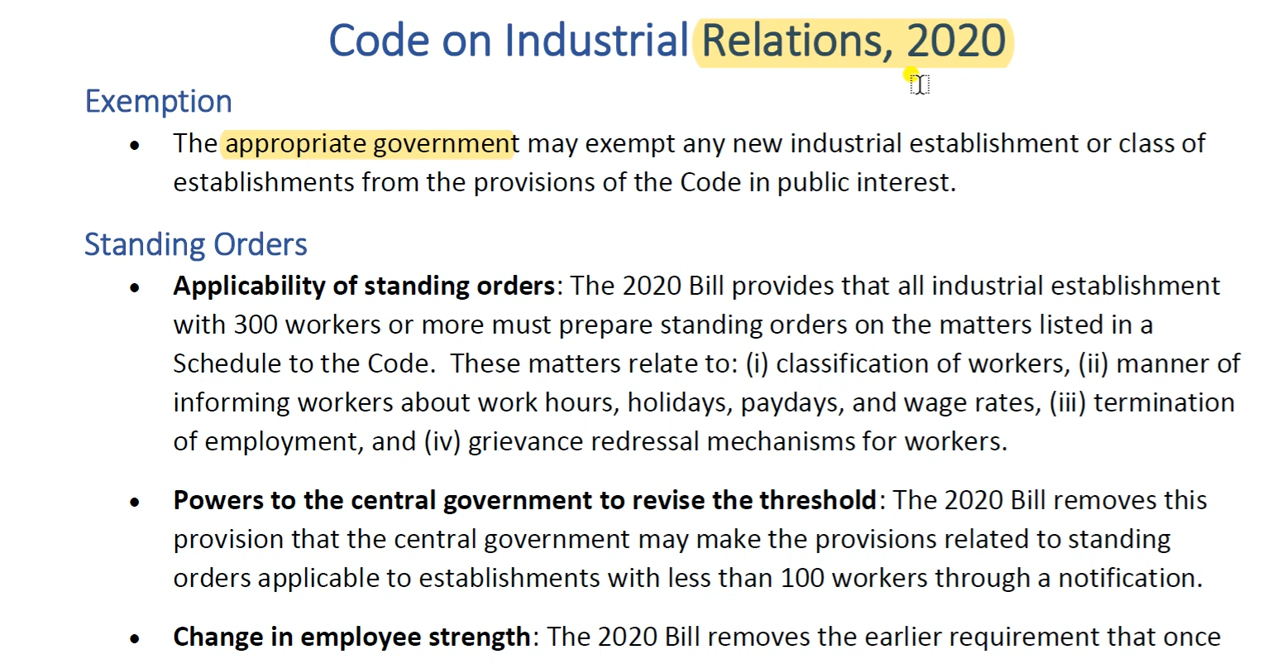 Code on Industrial Relations, 2020
Exemption
• The appropriate government may exempt any new industrial establishment or class of
establishments from the provisions of the Code in public interest.
Standing Orders
• Applicability of standing orders: The 2020 Bill provides that all industrial establishment
with 300 workers or more must prepare standing orders on the matters listed in a
Schedule to the Code.  These matters relate to: (i) classification of workers, (ii) manner of
informing workers about work hours, holidays, paydays, and wage rates, (iii) termination
of employment, and (iv) grievance redressal mechanisms for workers.
• Powers to the central government to revise the threshold: The 2020 Bill removes this
provision that the central government may make the provisions related to standing
orders applicable to establishments with less than 100 workers through a notification.
• Change in employee strength: The 2020 Bill removes the earlier requirement that once